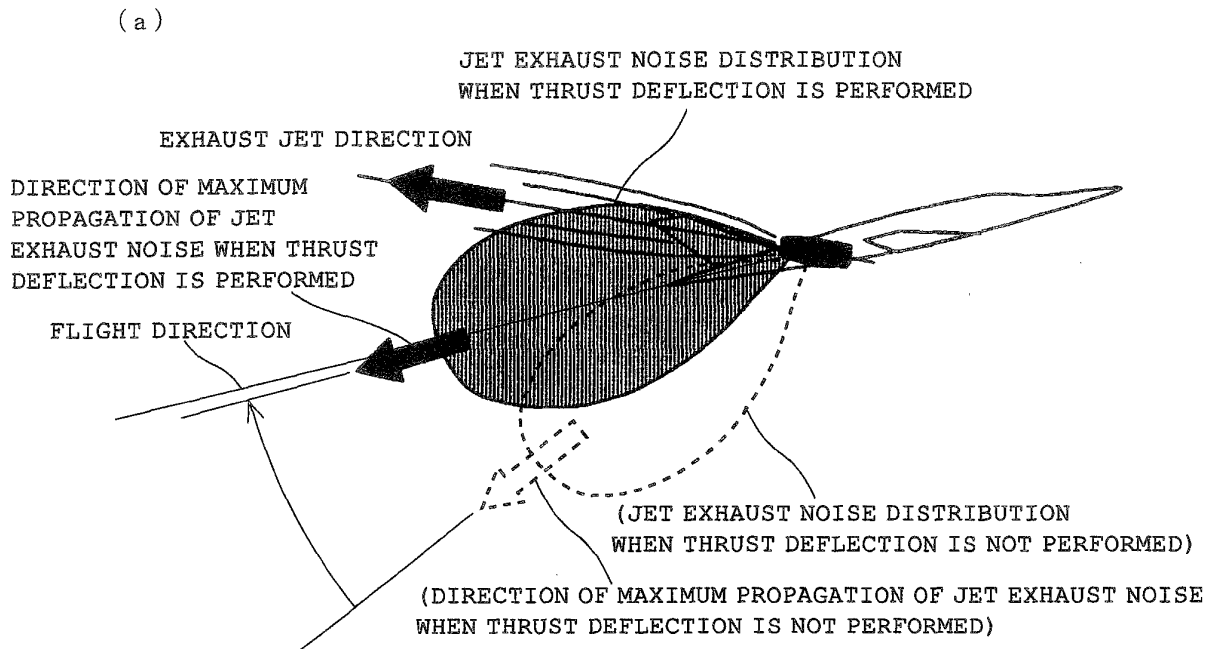 (a)
JET EXHAUST NOISE DISTRIBUTION
WHEN THRUST DEFLECTION IS PERFORMED
EXHAUST JET DIRECTION
DIRECTION OF MAXIMUM
PROPAGATION OF JET
EXHAUST NOISE WHEN THRUST
DEFLECTION IS PERFORMED
FLIGHT DIRECTION
(JET EXHAUST NOISE DISTRIBUTION
WHEN THRUST DEFLECTION IS NOT PERFORMED)
(DIRECTION OF MAXIMUM PROPAGATION OF JET EXHAUST NOISE
WHEN THRUST DEFLECTION IS NOT PERFORMED)